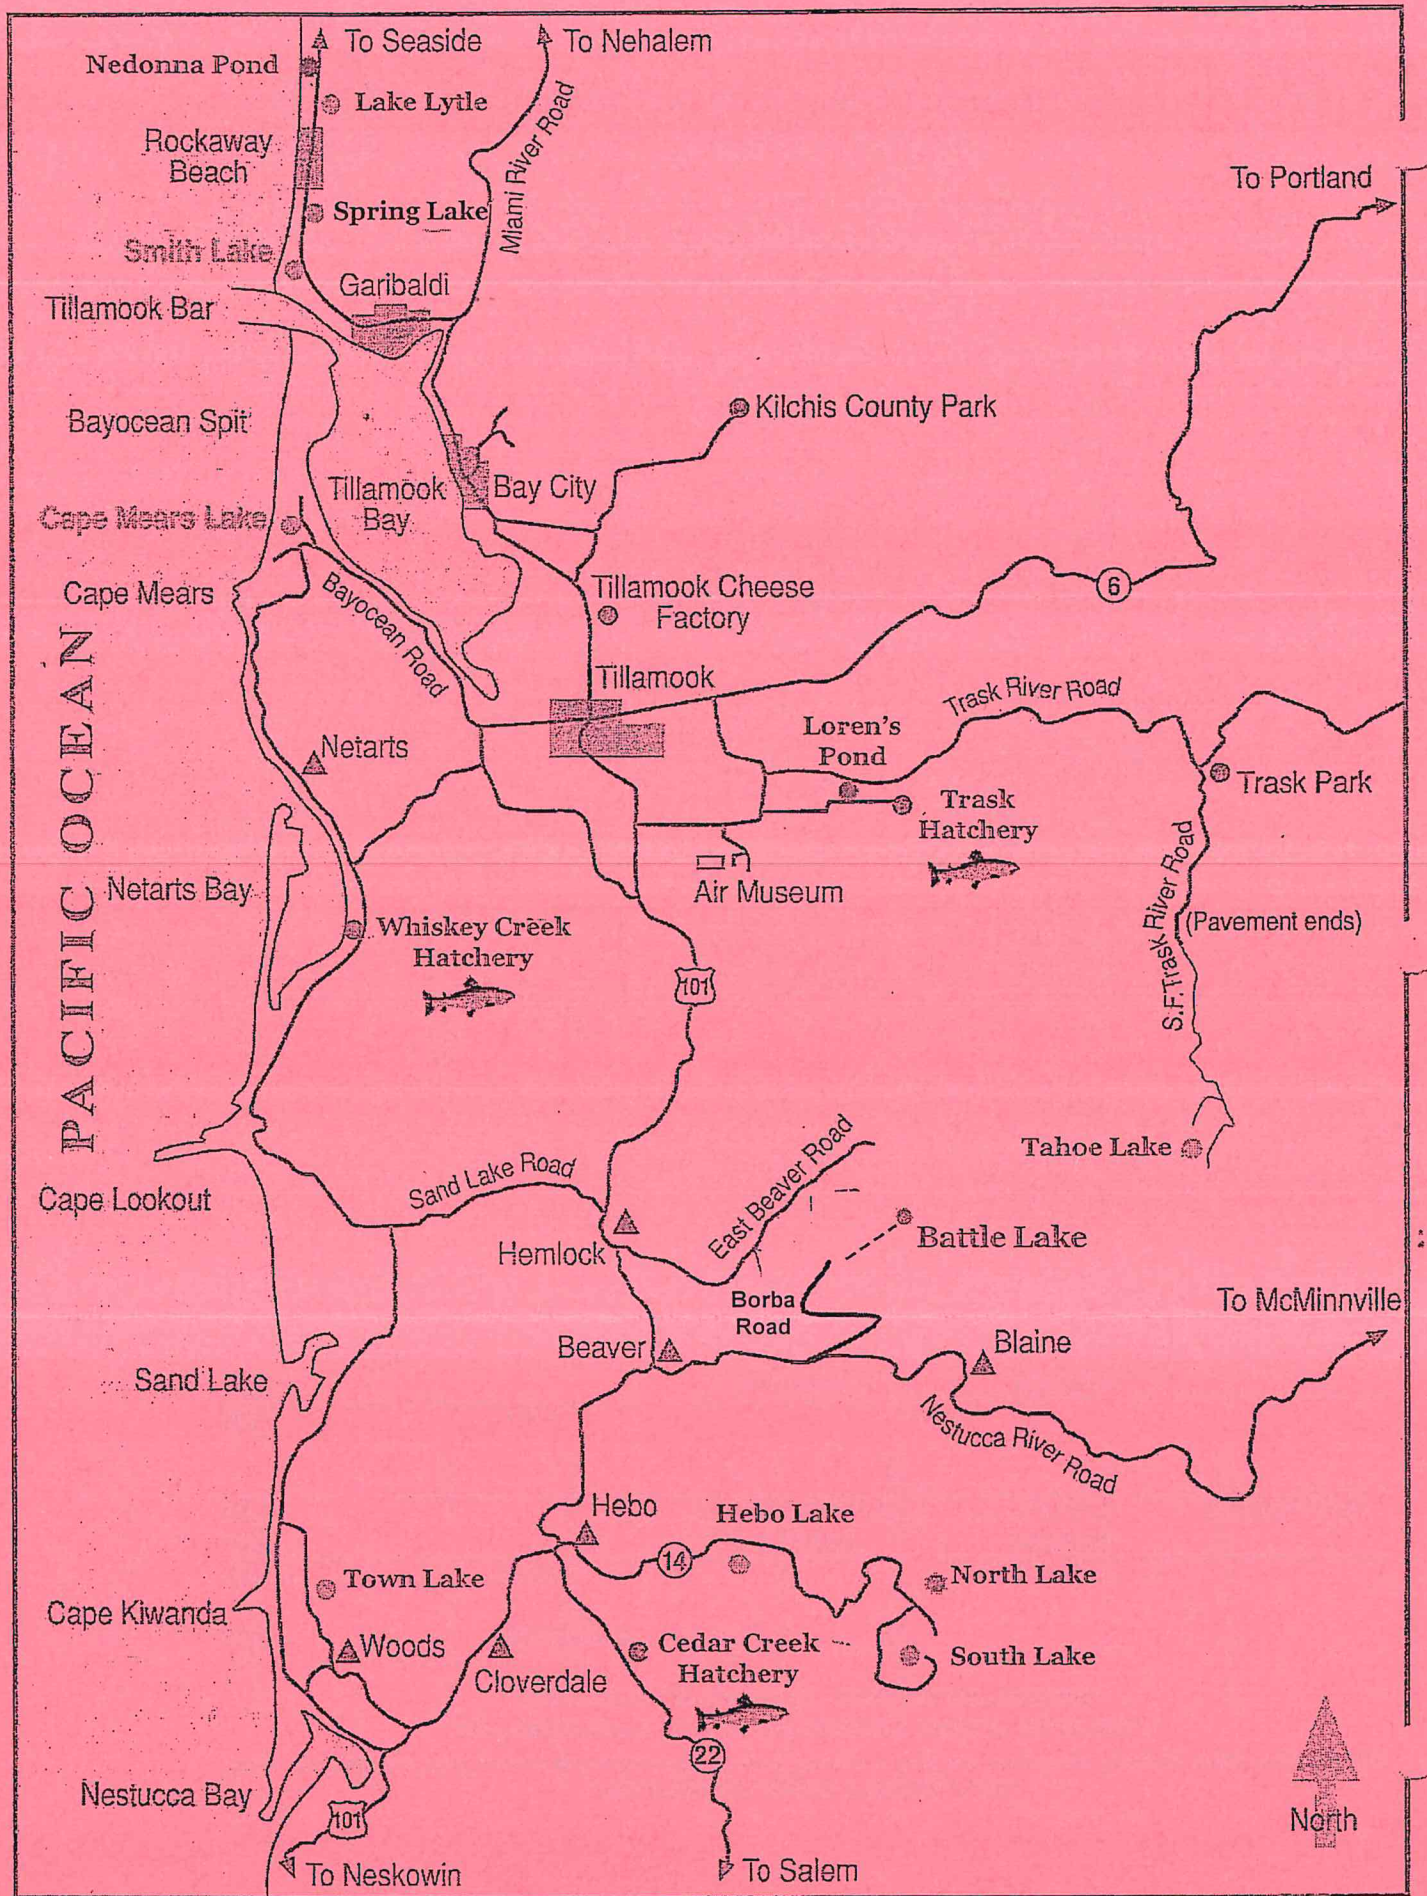 To Seaside
To Nehalem
Nedonna Pond
Lake Lytle
Miami River Road
Rockaway
Beach
To Portland
Spring Lake
Smith Lake
Garibaldi
Tillamook Bar
Kilchis County Park
Bayocean Spit
Tillamook
Bay
Bay City
Cape Mears Lake
Cape Mears
Bayocean Road
Tillamook Cheese
Factory
6
PACIFIC OCEAN
Tillamook
Trask River Road
Loren's
Pond
Netarts
Trask Park
Trask
Hatchery
Air Museum
Netarts Bay
S.F.Trask River Road
(Pavement ends)
Whiskey Creek
Hatchery
101
Tahoe Lake
Cape Lookout
Sand Lake Road
East Beaver Road
Battle Lake
Hemlock
Borba
Road
To McMinnville
Beaver
Blaine
Sand Lake
Nestucca River Road
Hebo
Hebo Lake
14
Town Lake
North Lake
Cape Kiwanda
Woods
Cloverdale
Cedar Creek
Hatchery
South Lake
22
Nestucca Bay
101
North
To Neskowin
To Salem